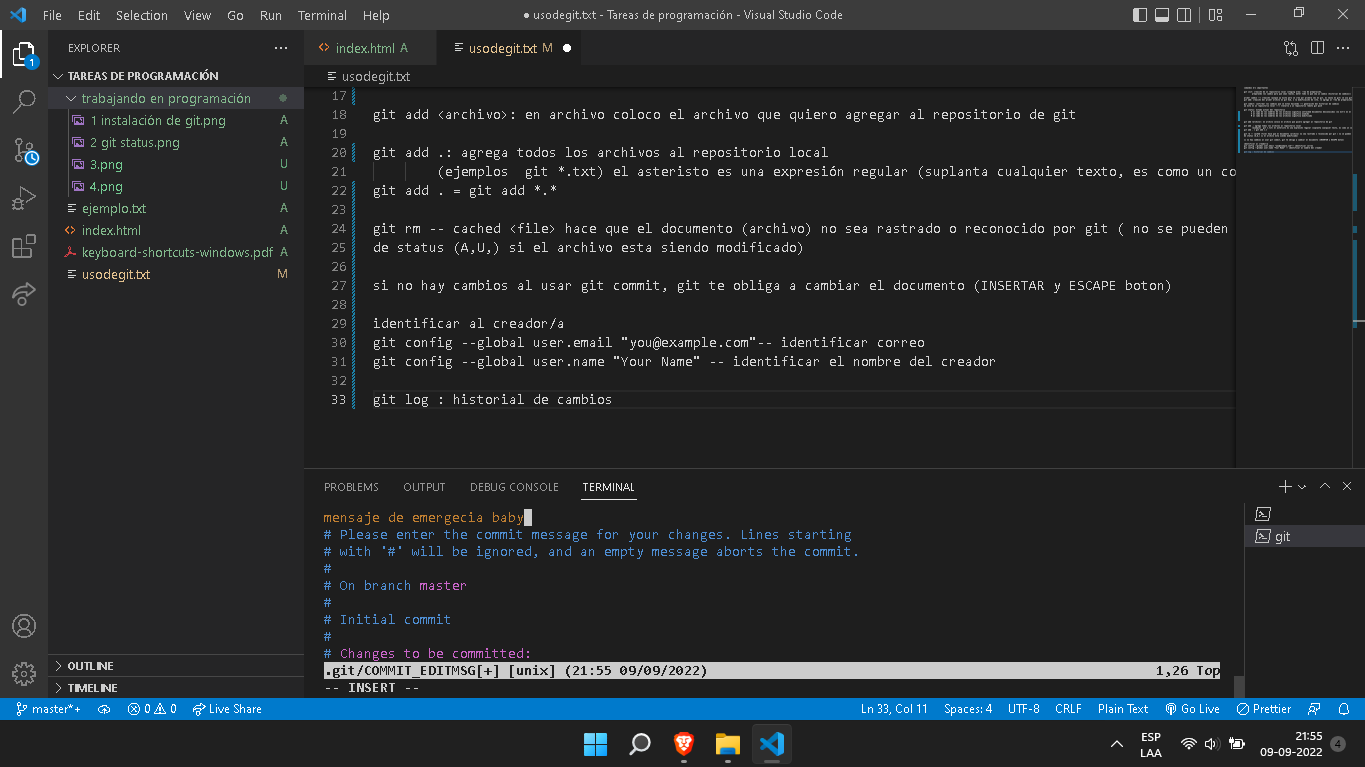 File Edit Selection View Go Run Terminal Help
● usodegit.txt - Tareas de programación - Visual Studio Code
EXPLORER
TAREAS DE PROGRAMACIÓN
trabajando en programación
1 instalación de git.png A
2 git status.png A
3.png U
4.png U
ejemplo.txt A
index.html A
keyboard-shortcuts-windows.pdf A
usodegit.txt M
OUTLINE
TIMELINE
1
index.html A
usodegit.txt M
usodegit.txt
17
18 git add <archivo>: en archivo coloco el archivo que quiero agregar al repositorio de git
19
20 git add .: agrega todos los archivos al repositorio local
21 (ejemplos git *.txt) el asteristo es una expresión regular (suplanta cualquier texto, es como un co
22 git add . = git add *.*
23
24 git rm -- cached <file> hace que el documento (archivo) no sea rastrado o reconocido por git ( no se pueden
25 de status (A,U,) si el archivo esta siendo modificado)
26
27 si no hay cambios al usar git commit, git te obliga a cambiar el documento (INSERTAR y ESCAPE boton)
28
29 identificar al creador/a
30 git config --global user.email "you@example.com"-- identificar correo
31 git config --global user.name "Your Name" -- identificar el nombre del creador
32
33 git log : historial de cambios
PROBLEMS OUTPUT DEBUG CONSOLE TERMINAL
mensaje de emergecia baby
# Please enter the commit message for your changes. Lines starting
# with '#' will be ignored, and an empty message aborts the commit.
#
# On branch master
#
# Initial commit
#
# Changes to be committed:
.git/COMMIT_EDITMSG[+] [unix] (21:55 09/09/2022) 1,26 Top
-- INSERT --
git
master*+ 0 0 Live Share
Ln 33, Col 11 Spaces: 4 UTF-8 CRLF Plain Text Go Live Prettier
ESP
LAA
21:55
09-09-2022
4